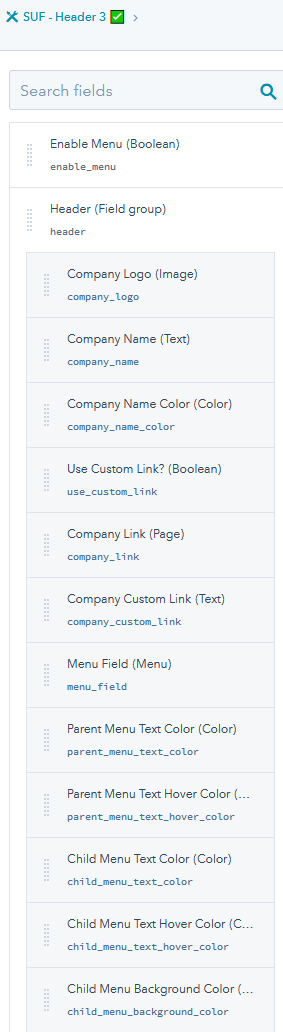 SUF - Header 3 ✅ >
Search fields
Enable Menu (Boolean)
enable_menu
Header (Field group)
header
Company Logo (Image)
company_logo
Company Name (Text)
company_name
Company Name Color (Color)
company_name_color
Use Custom Link? (Boolean)
use_custom_link
Company Link (Page)
company_link
Company Custom Link (Text)
company_custom_link
Menu Field (Menu)
menu_field
Parent Menu Text Color (Color)
parent_menu_text_color
Parent Menu Text Hover Color (...
parent_menu_text_hover_color
Child Menu Text Color (Color)
child_menu_text_color
Child Menu Text Hover Color (C...
child_menu_text_hover_color
Child Menu Background Color (...
child_menu_background_color